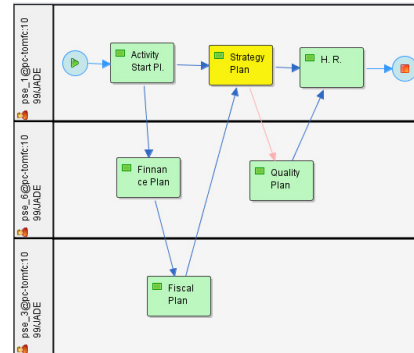 pse_1@pc-tomfc:10
99/JADE
Activity
Start Pl.
Strategy
Plan
H. R.
pse_6@pc-tomfc:10
99/JADE
Finnan
ce Plan
Quality
Plan
pse_3@pc-tomfc:10
99/JADE
Fiscal
Plan